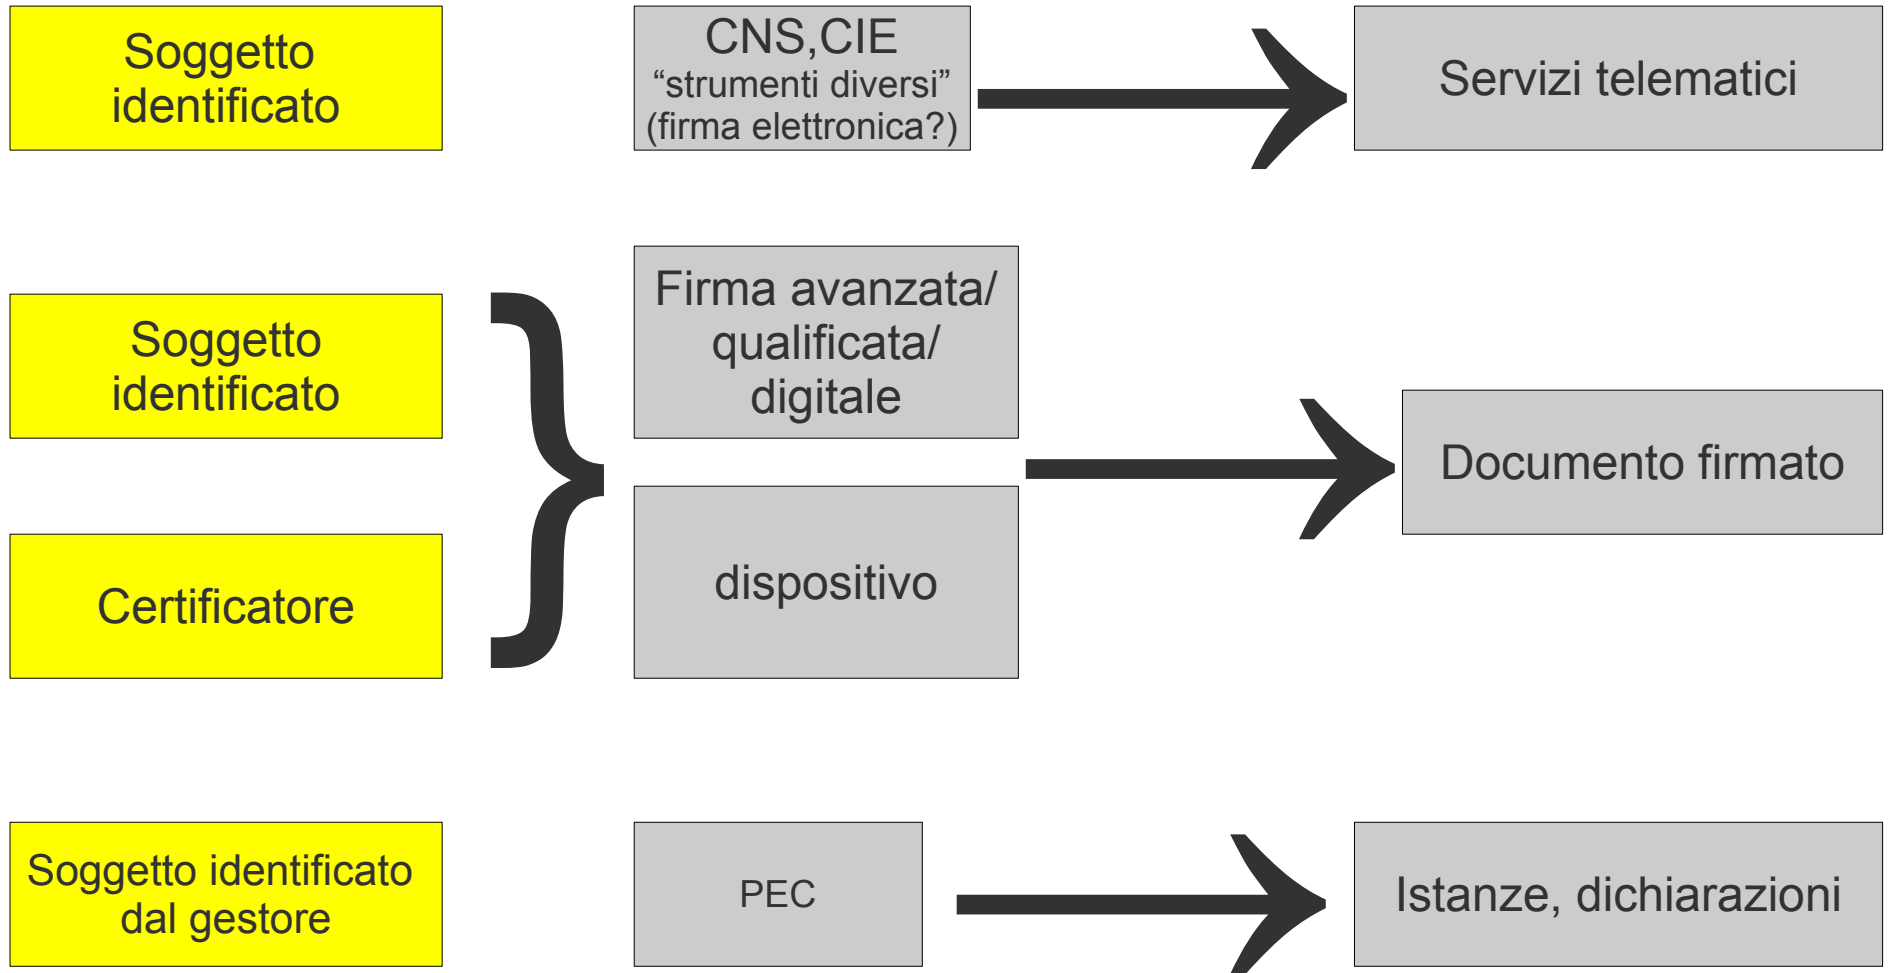 Soggetto
identificato
CNS,CIE
“strumenti diversi”
(firma elettronica?)
Servizi telematici
Soggetto
identificato
Firma avanzata/
qualificata/
digitale
Documento firmato
Certificatore
dispositivo
Soggetto identificato
dal gestore
PEC
Istanze, dichiarazioni